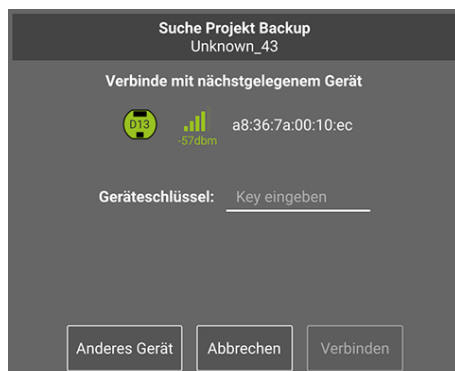 Suche Projekt Backup
Unknown_43
Verbinde mit nächstgelegenem Gerät
D13
-57dbm
a8:36:7a:00:10:ec
Geräteschlüssel: Key eingeben
Anderes Gerät Abbrechen Verbinden